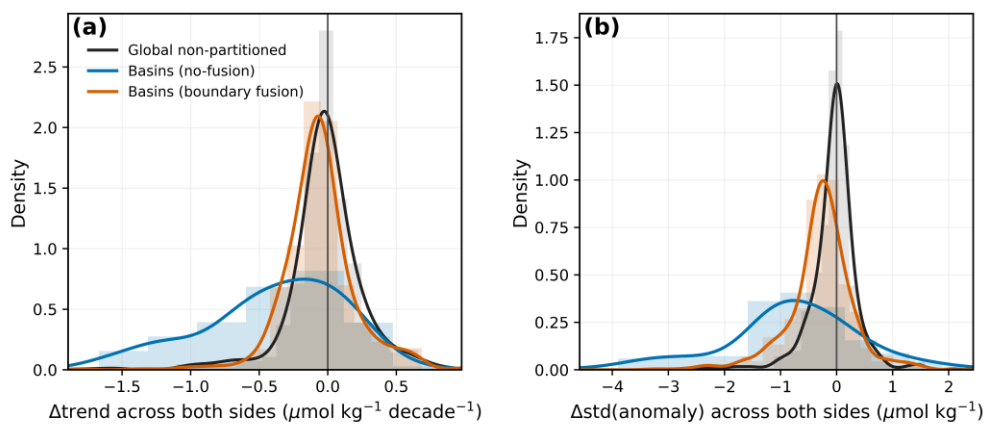 (a)
Global non-partitioned
Basins (no-fusion)
Basins (boundary fusion)
Density
2.5
2.0
1.5
1.0
0.5
0.0
−1.5 −1.0 −0.5 0.0 0.5
Δtrend across both sides (μmol kg⁻¹ decade⁻¹)
(b)
Density
1.75
1.50
1.25
1.00
0.75
0.50
0.25
0.00
−4 −3 −2 −1 0 1 2
Δstd(anomaly) across both sides (μmol kg⁻¹)